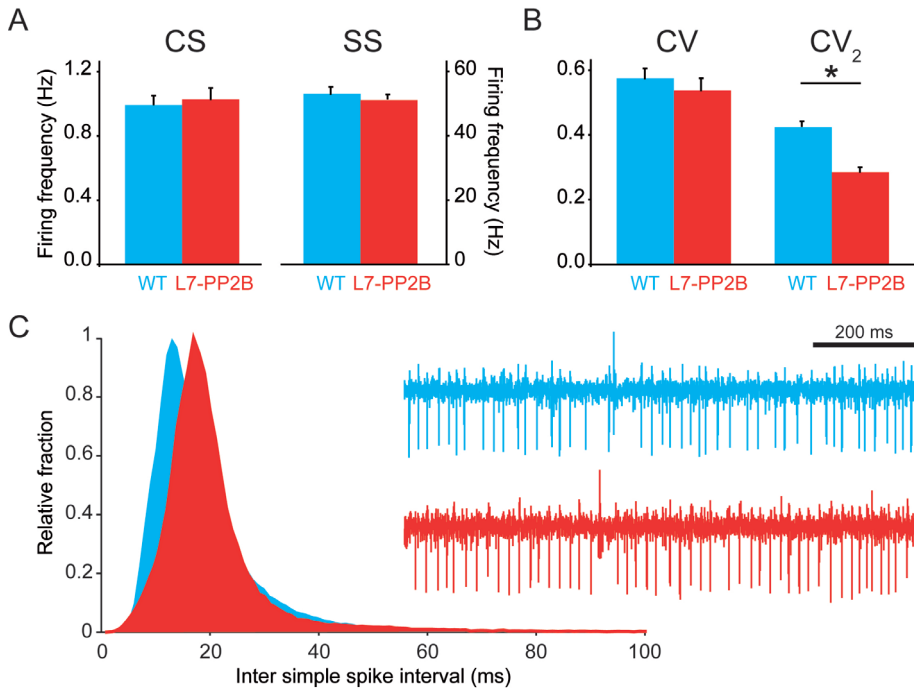 A
CS
SS
Firing frequency (Hz)
1.2
0.8
0.4
0.0
WT L7-PP2B
WT L7-PP2B
60
40
20
0
Firing frequency (Hz)
B
CV
CV2
*
0.6
0.4
0.2
0.0
WT L7-PP2B
WT L7-PP2B
C
Relative fraction
1
0.8
0.6
0.4
0.2
0
20
40
60
80
100
Inter simple spike interval (ms)
200 ms